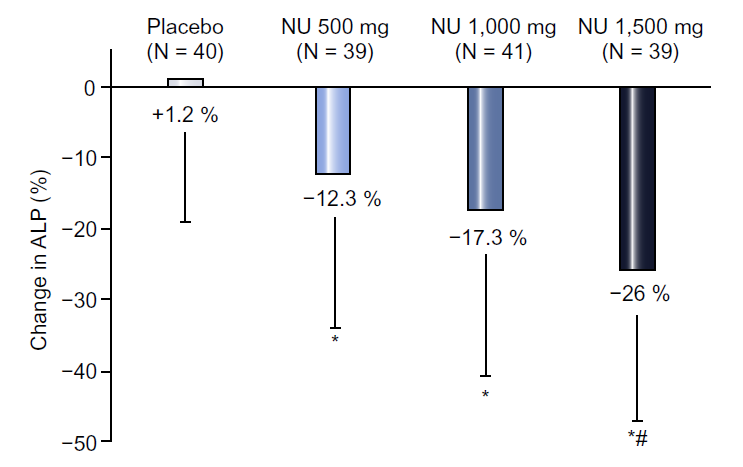 Placebo
(N = 40)
NU 500 mg
(N = 39)
NU 1,000 mg
(N = 41)
NU 1,500 mg
(N = 39)
Change in ALP (%)
0
−10
−20
−30
−40
−50
+1.2 %
−12.3 %
−17.3 %
−26 %
*
*
*#